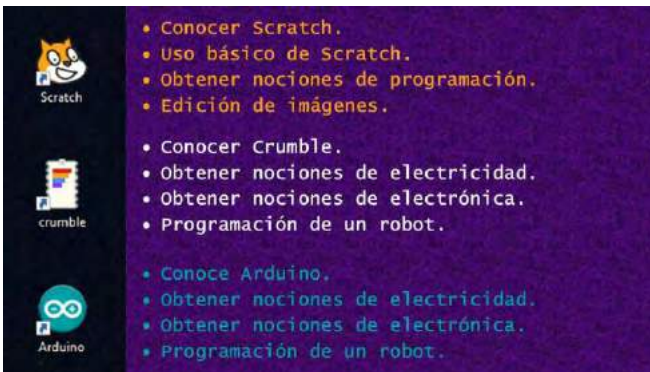 Scratch
• Conocer Scratch.
• Uso básico de Scratch.
• Obtener nociones de programación.
• Edición de imágenes.
crumble
• Conocer Crumble.
• Obtener nociones de electricidad.
• Obtener nociones de electrónica.
• Programación de un robot.
Arduino
• Conoce Arduino.
• Obtener nociones de electricidad.
• Obtener nociones de electrónica.
• Programación de un robot.